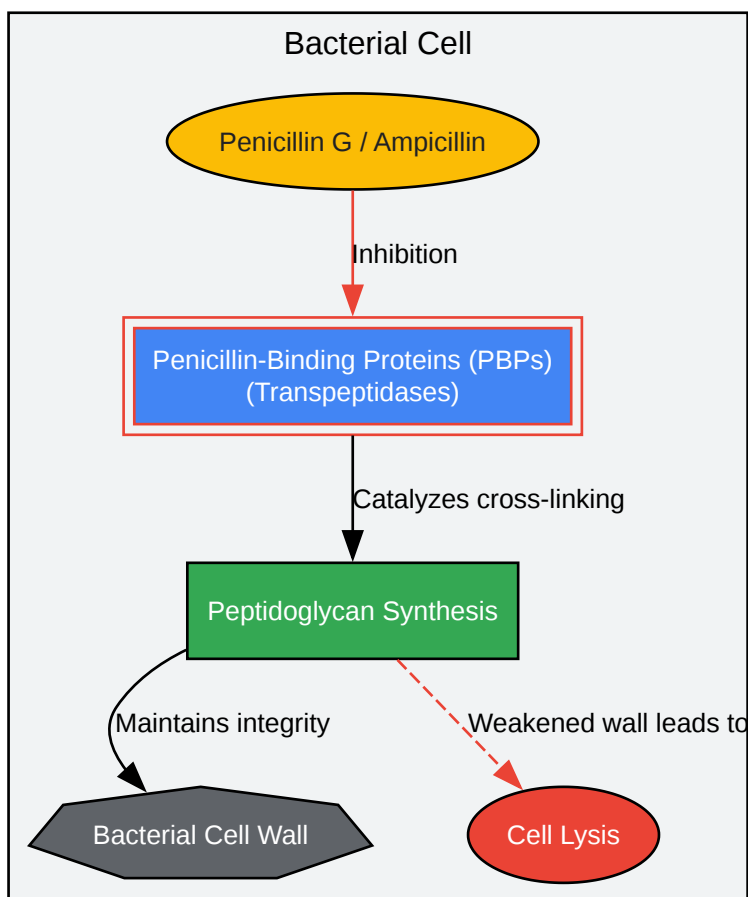 Bacterial Cell
Penicillin G / Ampicillin
Inhibition
Penicillin-Binding Proteins (PBPs)
(Transpeptidases)
Catalyzes cross-linking
Peptidoglycan Synthesis
Maintains integrity
Weakened wall leads to
Bacterial Cell Wall
Cell Lysis